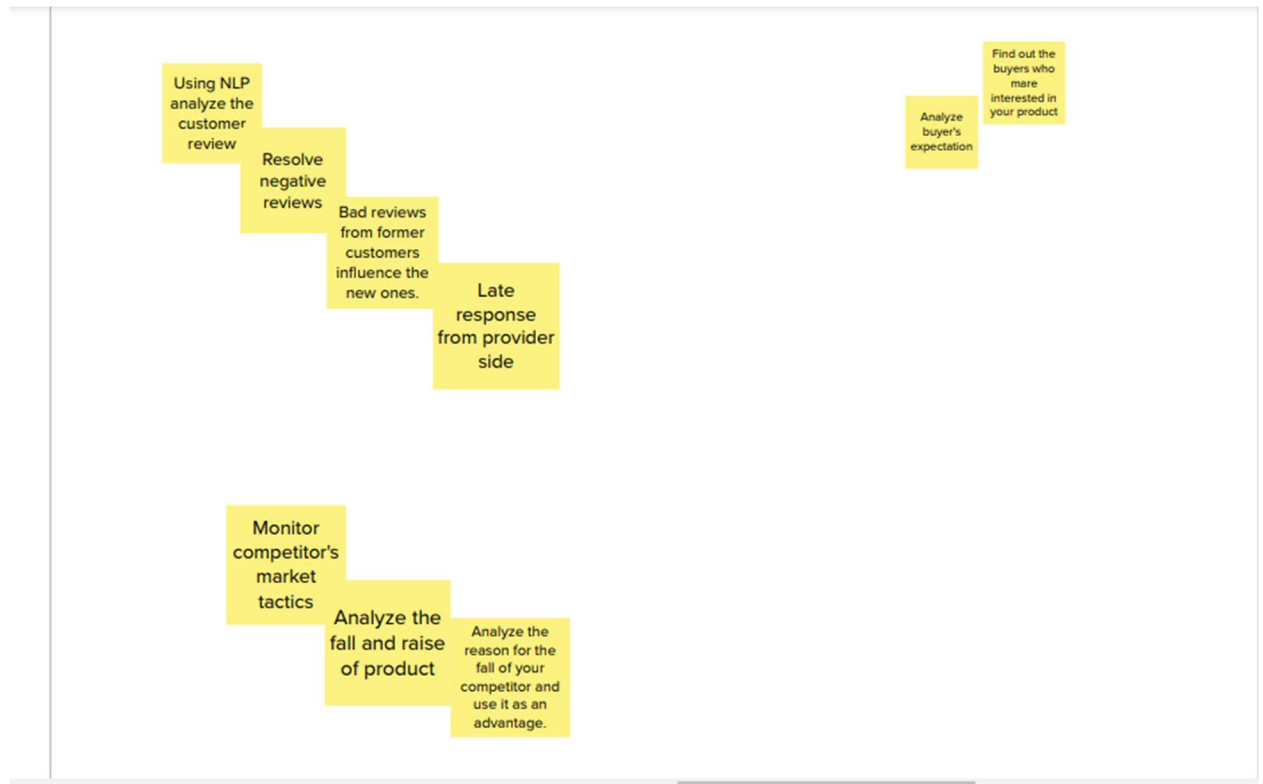 Using NLP
analyze the
customer
review
Resolve
negative
reviews
Bad reviews
from former
customers
influence the
new ones.
Late
response
from provider
side
Find out the
buyers who
mare
interested in
your product
Analyze
buyer's
expectation
Monitor
competitor's
market
tactics
Analyze the
fall and raise
of product
Analyze the
reason for the
fall of your
competitor and
use it as an
advantage.